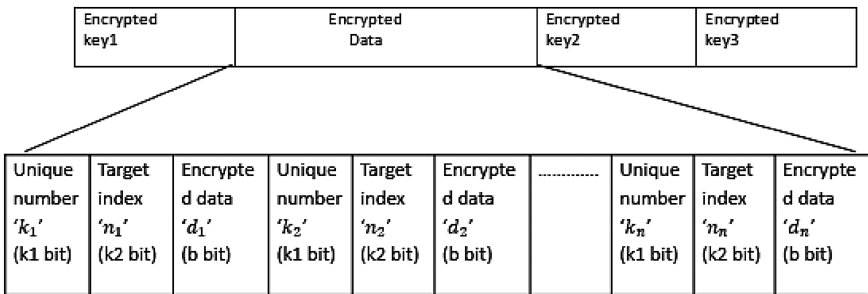 Encrypted
key1
Encrypted
Data
Encrypted
key2
Encrypted
key3
Unique
number
‘k₁’
(k1 bit)
Target
index
‘n₁’
(k2 bit)
Encrypte
d data
‘d₁’
(b bit)
Unique
number
‘k₂’
(k1 bit)
Target
index
‘n₂’
(k2 bit)
Encrypte
d data
‘d₂’
(b bit)
.............
Unique
number
‘kₙ’
(k1 bit)
Target
index
‘nₙ’
(k2 bit)
Encrypte
d data
‘dₙ’
(b bit)